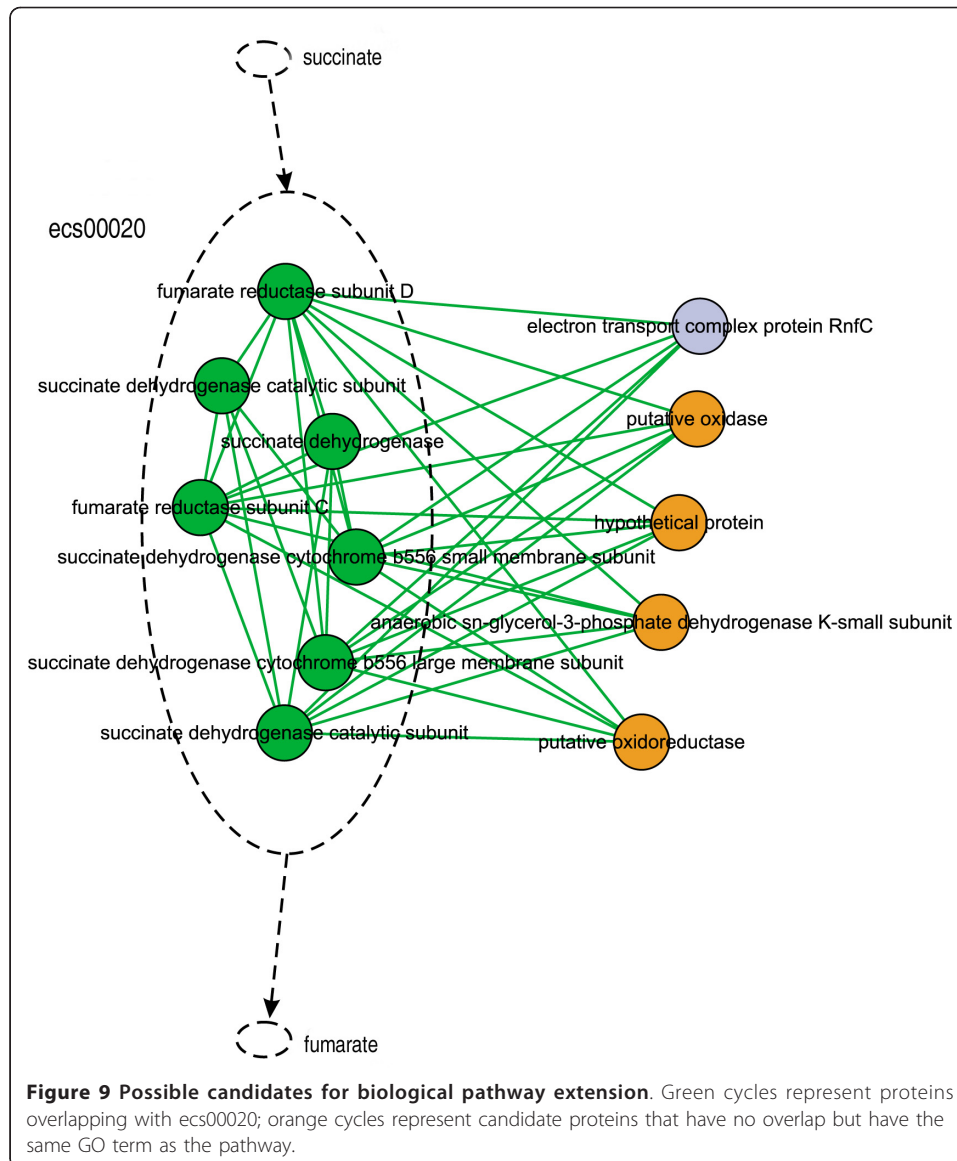 succinate
ecs00020
fumarate reductase subunit D
electron transport complex protein RnfC
succinate dehydrogenase catalytic subunit
putative oxidase
succinate dehydrogenase
fumarate reductase subunit C
hypothetical protein
succinate dehydrogenase cytochrome b556 small membrane subunit
anaerobic sn-glycerol-3-phosphate dehydrogenase K-small subunit
succinate dehydrogenase cytochrome b556 large membrane subunit
succinate dehydrogenase catalytic subunit
putative oxidoreductase
fumarate
Figure 9 Possible candidates for biological pathway extension. Green cycles represent proteins
overlapping with ecs00020; orange cycles represent candidate proteins that have no overlap but have the
same GO term as the pathway.